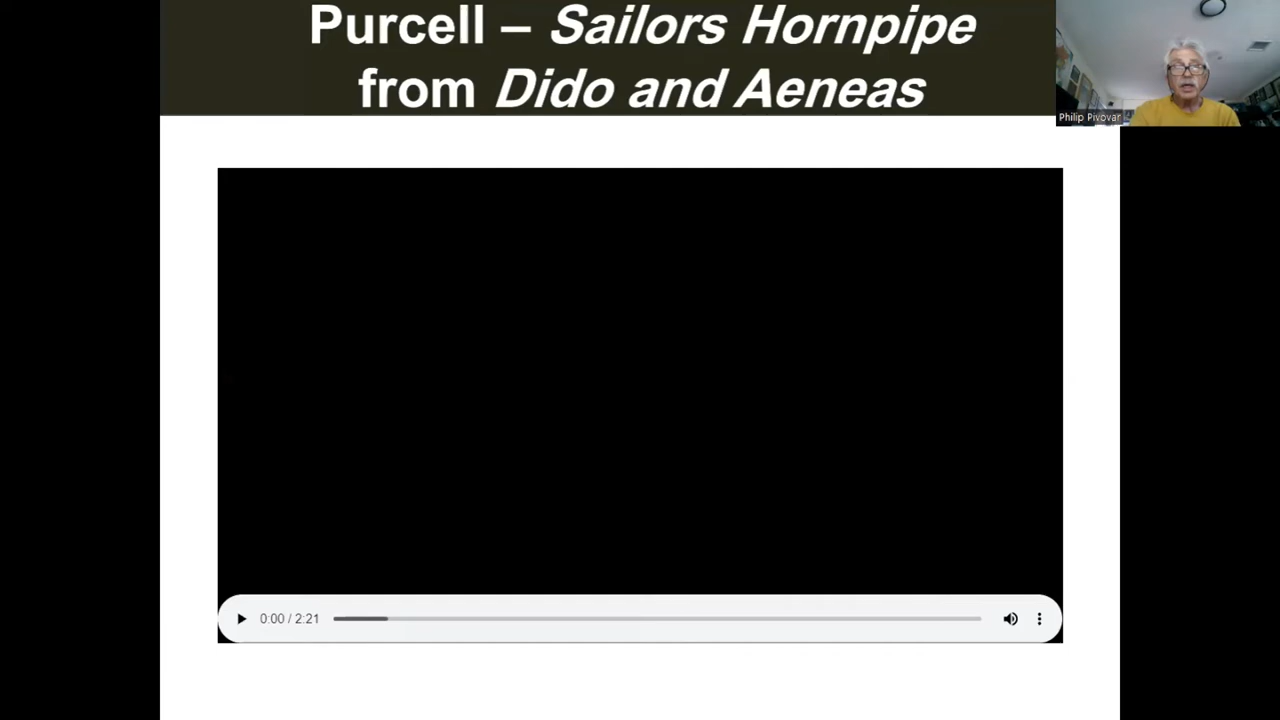 Purcell – Sailors Hornpipe
from Dido and Aeneas
Philip Pivovar
0:00 / 2:21